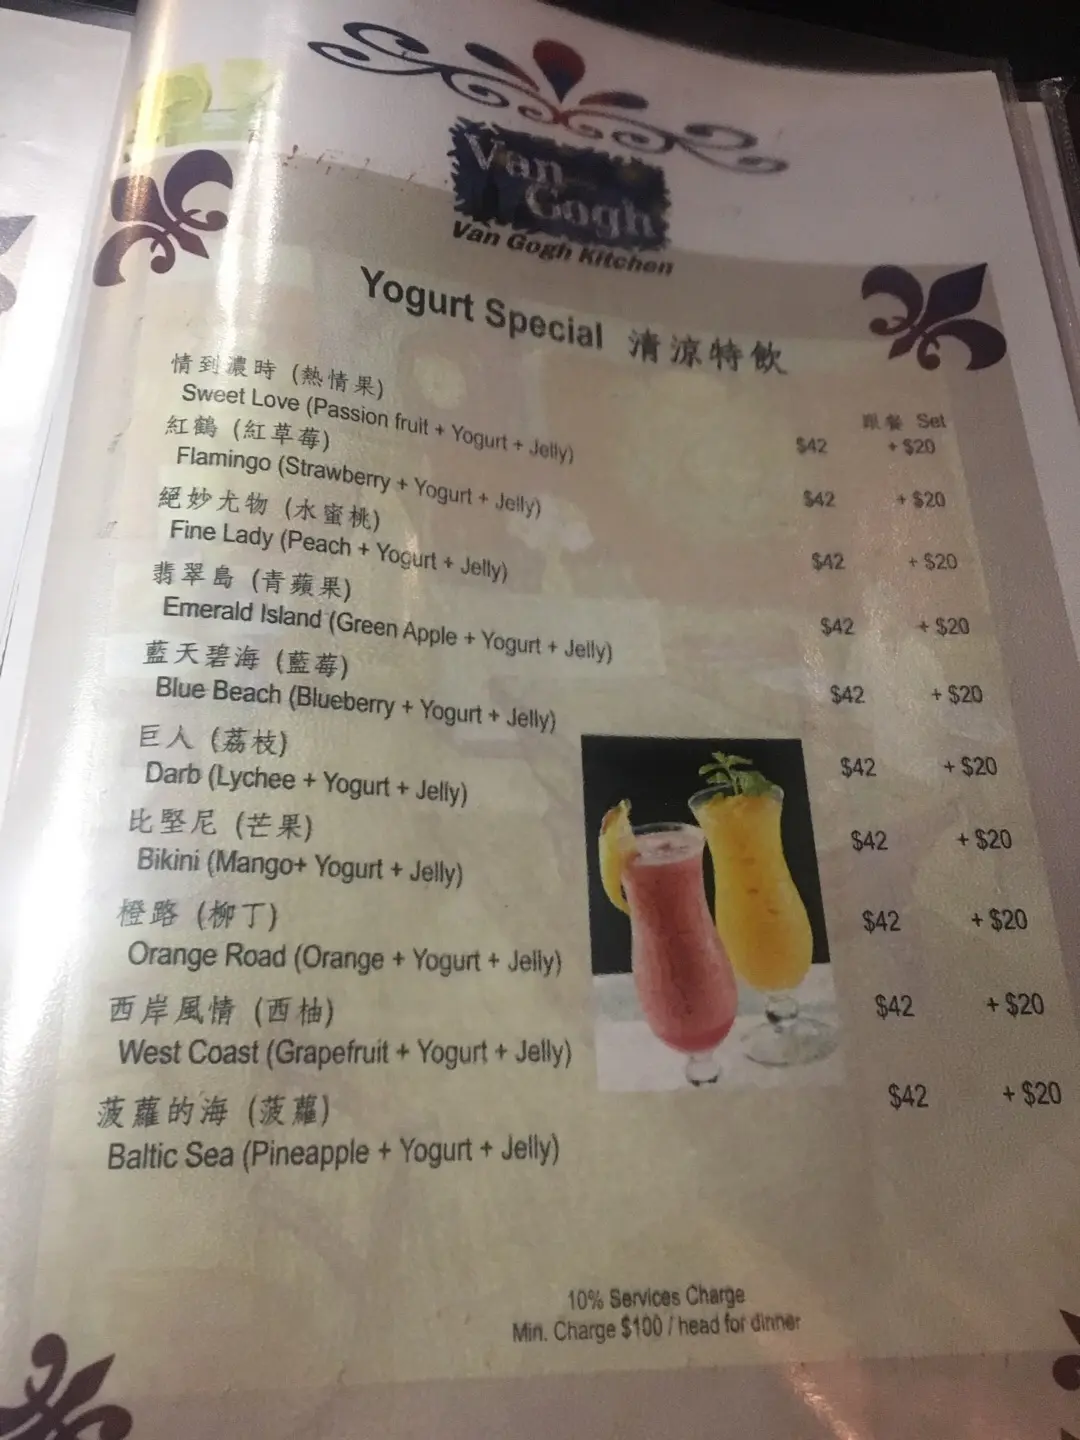 Van
Gogh
Van Gogh Kitchen
Yogurt Special 清涼特飲
跟餐 Set
情到濃時 (熱情果)
Sweet Love (Passion fruit + Yogurt + Jelly) $42 + $20
紅鶴 (紅草莓)
Flamingo (Strawberry + Yogurt + Jelly) $42 + $20
絕妙尤物 (水蜜桃)
Fine Lady (Peach + Yogurt + Jelly) $42 + $20
翡翠島 (青蘋果)
Emerald Island (Green Apple + Yogurt + Jelly) $42 + $20
藍天碧海 (藍莓)
Blue Beach (Blueberry + Yogurt + Jelly) $42 + $20
巨人 (荔枝)
Darb (Lychee + Yogurt + Jelly) $42 + $20
比堅尼 (芒果)
Bikini (Mango+ Yogurt + Jelly) $42 + $20
橙路 (柳丁)
Orange Road (Orange + Yogurt + Jelly) $42 + $20
西岸風情 (西柚)
West Coast (Grapefruit + Yogurt + Jelly) $42 + $20
菠蘿的海 (菠蘿)
Baltic Sea (Pineapple + Yogurt + Jelly) $42 + $20
10% Services Charge
Min. Charge $100 / head for dinner